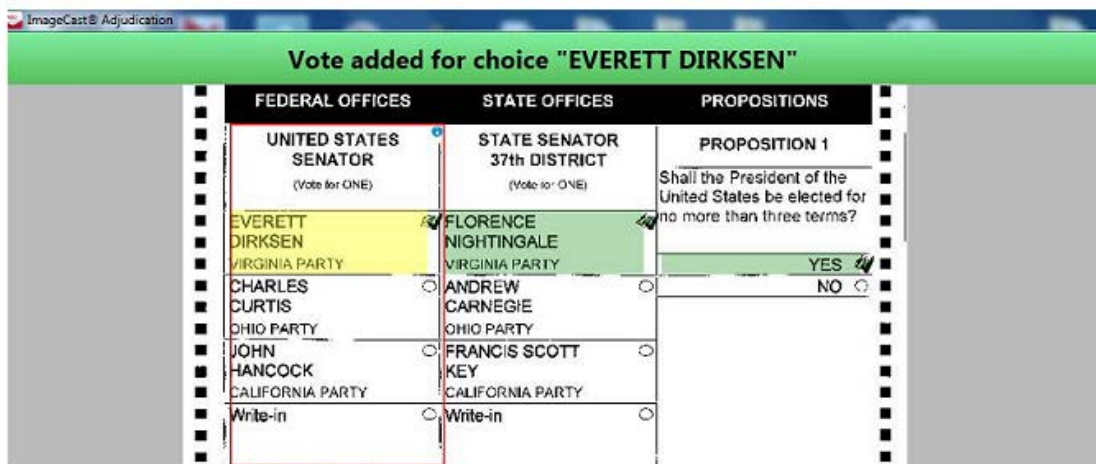 ImageCast® Adjudication
Vote added for choice "EVERETT DIRKSEN"
FEDERAL OFFICES
UNITED STATES
SENATOR
(Vote for ONE)
EVERETT
DIRKSEN
VIRGINIA PARTY
CHARLES
CURTIS
OHIO PARTY
JOHN
HANCOCK
CALIFORNIA PARTY
Write-in
STATE OFFICES
STATE SENATOR
37th DISTRICT
(Vote for ONE)
FLORENCE
NIGHTINGALE
VIRGINIA PARTY
ANDREW
CARNEGIE
OHIO PARTY
FRANCIS SCOTT
KEY
CALIFORNIA PARTY
Write-in
PROPOSITIONS
PROPOSITION 1
Shall the President of the
United States be elected for
no more than three terms?
YES
NO